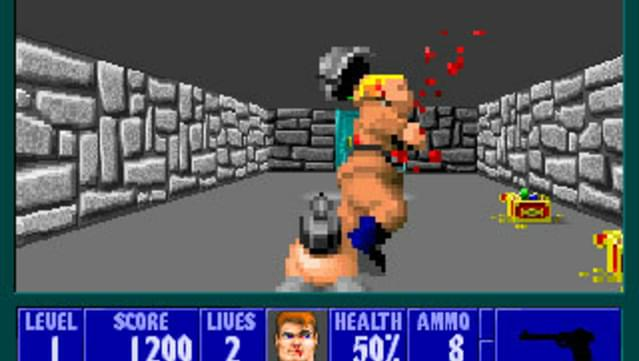 LEVEL SCORE LIVES HEALTH AMMO
1 1200 2 50% 8